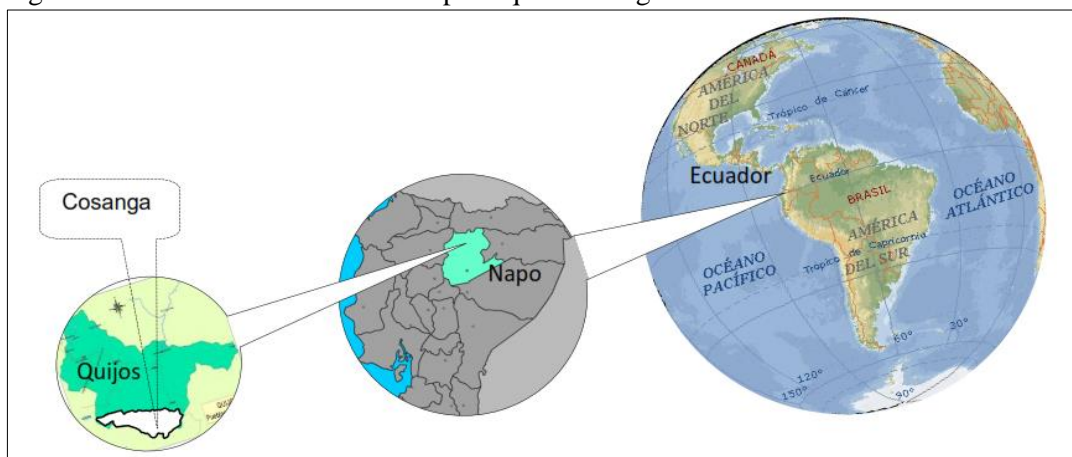 Cosanga
Quijos
Napo
Ecuador
CANADÁ
AMÉRICA
DEL
NORTE
Trópico de Cáncer
Ecuador
BRASIL
OCÉANO
ATLÁNTICO
AMÉRICA
DEL SUR
Trópico de Capricornio
OCÉANO
PACÍFICO
60°
30°
120°
150°
90°